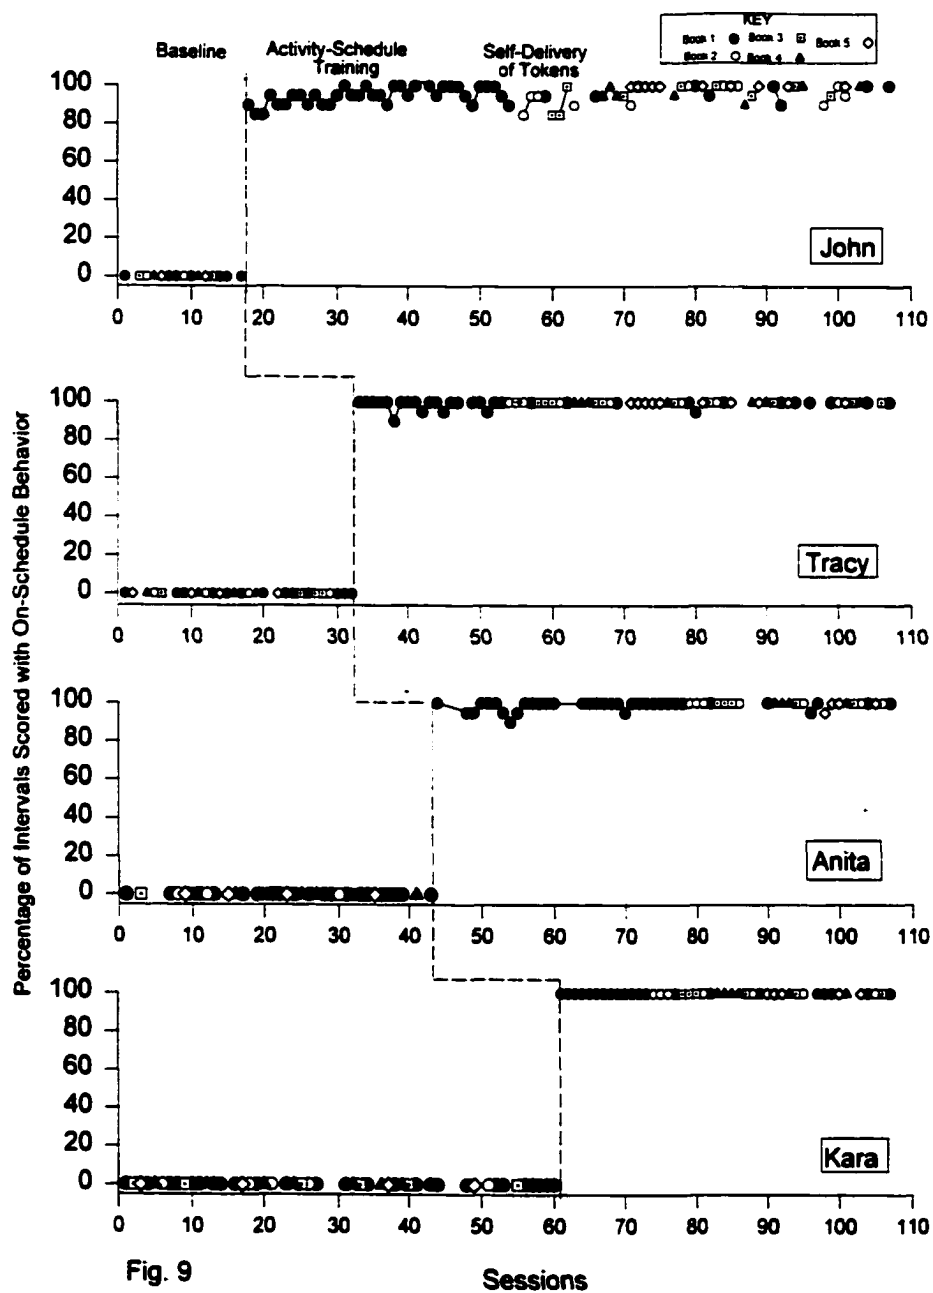 KEY
Book 1 Book 3 Book 5
Book 2 Book 4
Baseline
Activity-Schedule
Training
Self-Delivery
of Tokens
Percentage of Intervals Scored with On-Schedule Behavior
100
80
60
40
20
0
John
0 10 20 30 40 50 60 70 80 90 100 110
100
80
60
40
20
0
Tracy
0 10 20 30 40 50 60 70 80 90 100 110
100
80
60
40
20
0
Anita
0 10 20 30 40 50 60 70 80 90 100 110
100
80
60
40
20
0
Kara
0 10 20 30 40 50 60 70 80 90 100 110
Fig. 9
Sessions